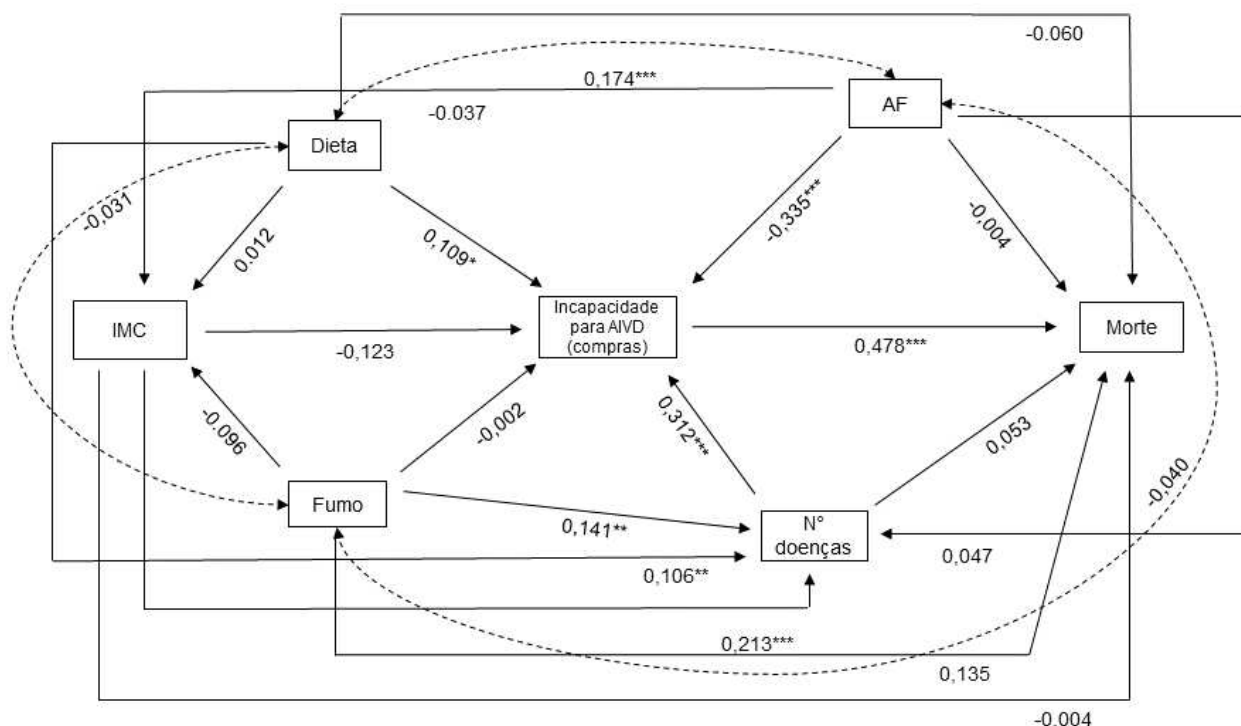 -0.060
0,174***
AF
-0.037
Dieta
-0,031
0.012
0,109*
-0,335***
-0,004
IMC
-0,123
Incapacidade
para AIVD
(compras)
0,478***
Morte
-0.096
-0,002
0,312***
0,053
-0,040
Fumo
0,141**
N°
doenças
0,047
0,106**
0,213***
0,135
-0.004